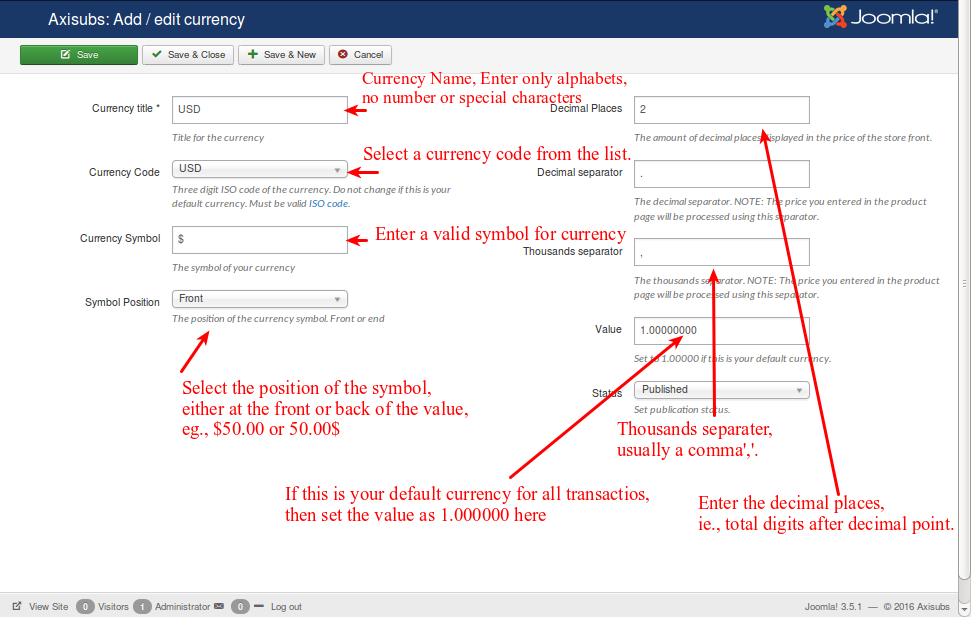 Axisubs: Add / edit currency
Joomla!®
Save
Save & Close
Save & New
Cancel
Currency Name, Enter only alphabets,
no number or special characters
Currency title *
USD
Title for the currency
Select a currency code from the list.
Currency Code
USD
Three digit ISO code of the currency. Do not change if this is your
default currency. Must be valid ISO code.
Enter a valid symbol for currency
Currency Symbol
$
The symbol of your currency
Symbol Position
Front
The position of the currency symbol. Front or end
Select the position of the symbol,
either at the front or back of the value,
eg., $50.00 or 50.00$
Decimal Places
2
The amount of decimal places displayed in the price of the store front.
Decimal separator
.
The decimal separator. NOTE: The price you entered in the product
page will be processed using this separator.
Thousands separator
,
The thousands separator. NOTE: The price you entered in the product
page will be processed using this separator.
Value
1.00000000
Set to 1.00000 if this is your default currency.
Status
Published
Set publication status.
Thousands separater,
usually a comma','.
If this is your default currency for all transactios,
then set the value as 1.000000 here
Enter the decimal places,
ie., total digits after decimal point.
View Site 0 Visitors 1 Administrator 0 Log out
Joomla! 3.5.1 — © 2016 Axisubs